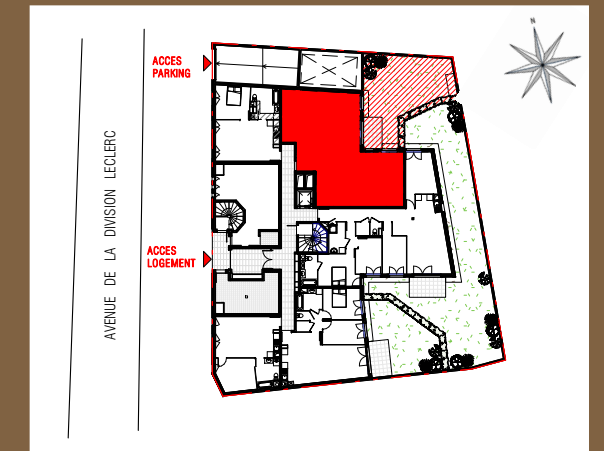 N
ACCES
PARKING
AVENUE DE LA DIVISION LECLERC
ACCES
LOGEMENT